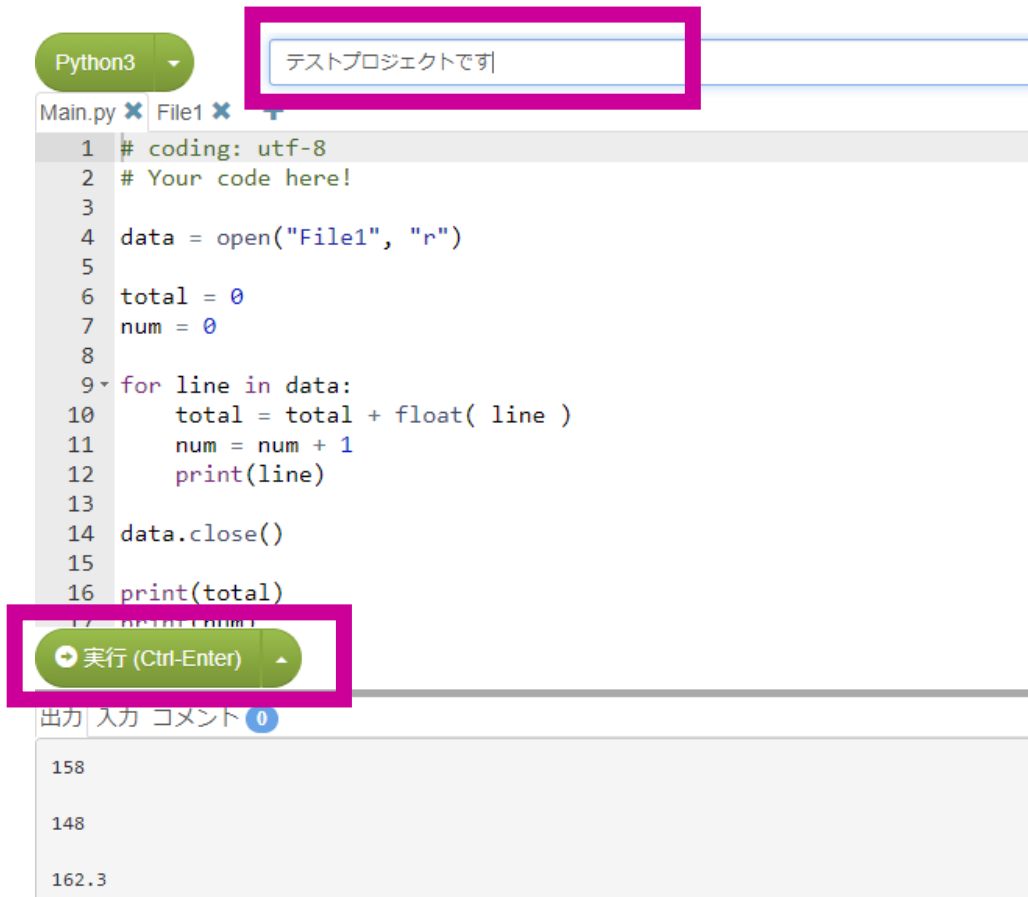 Python3
テストプロジェクトです
Main.py File1
1 # coding: utf-8
2 # Your code here!
3
4 data = open("File1", "r")
5
6 total = 0
7 num = 0
8
9 for line in data:
10     total = total + float( line )
11     num = num + 1
12     print(line)
13
14 data.close()
15
16 print(total)
17 print(num)
実行 (Ctrl-Enter)
出力 入力 コメント 0
158
148
162.3